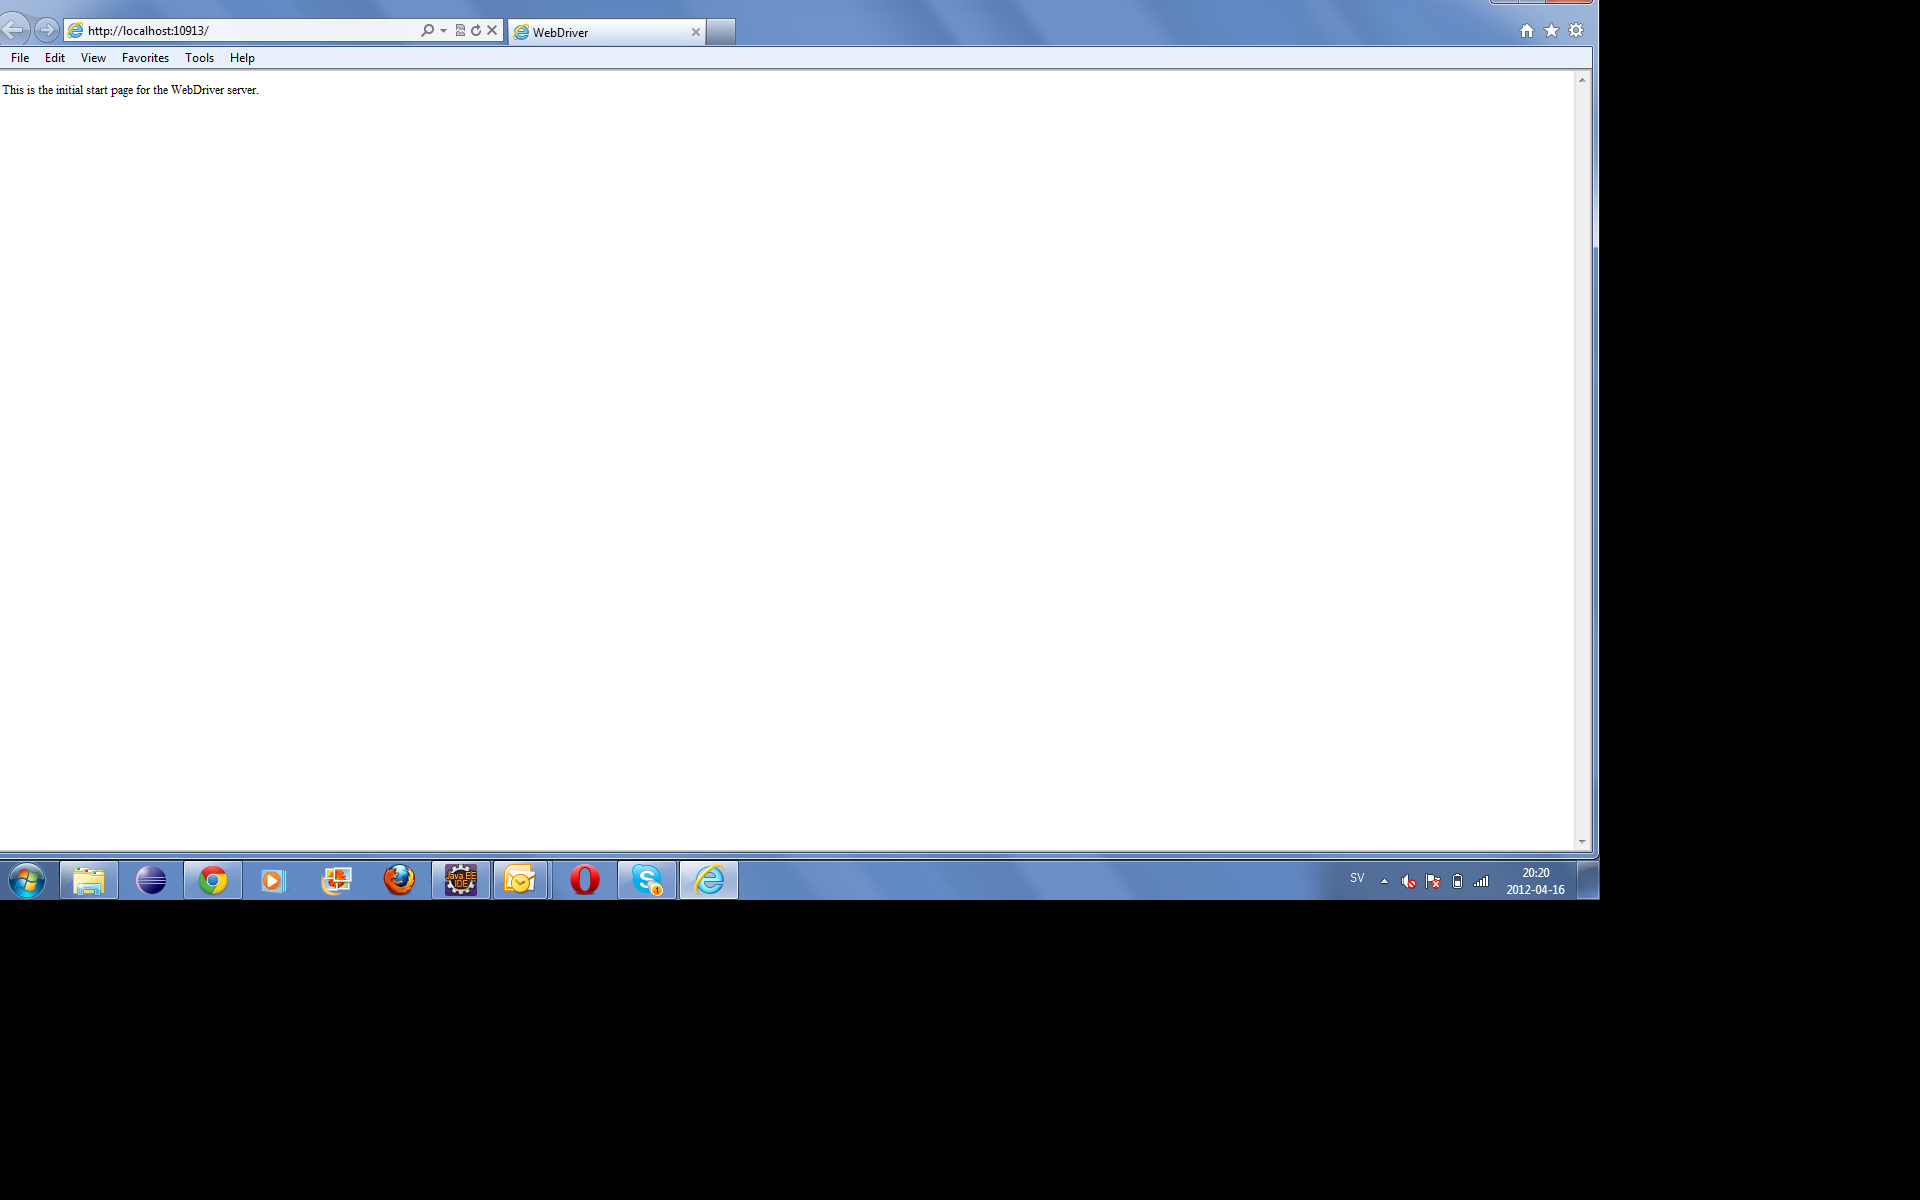 http://localhost:10913/
WebDriver
File Edit View Favorites Tools Help
This is the initial start page for the WebDriver server.
Java EE
IDE
S
1
SV
20:20
2012-04-16